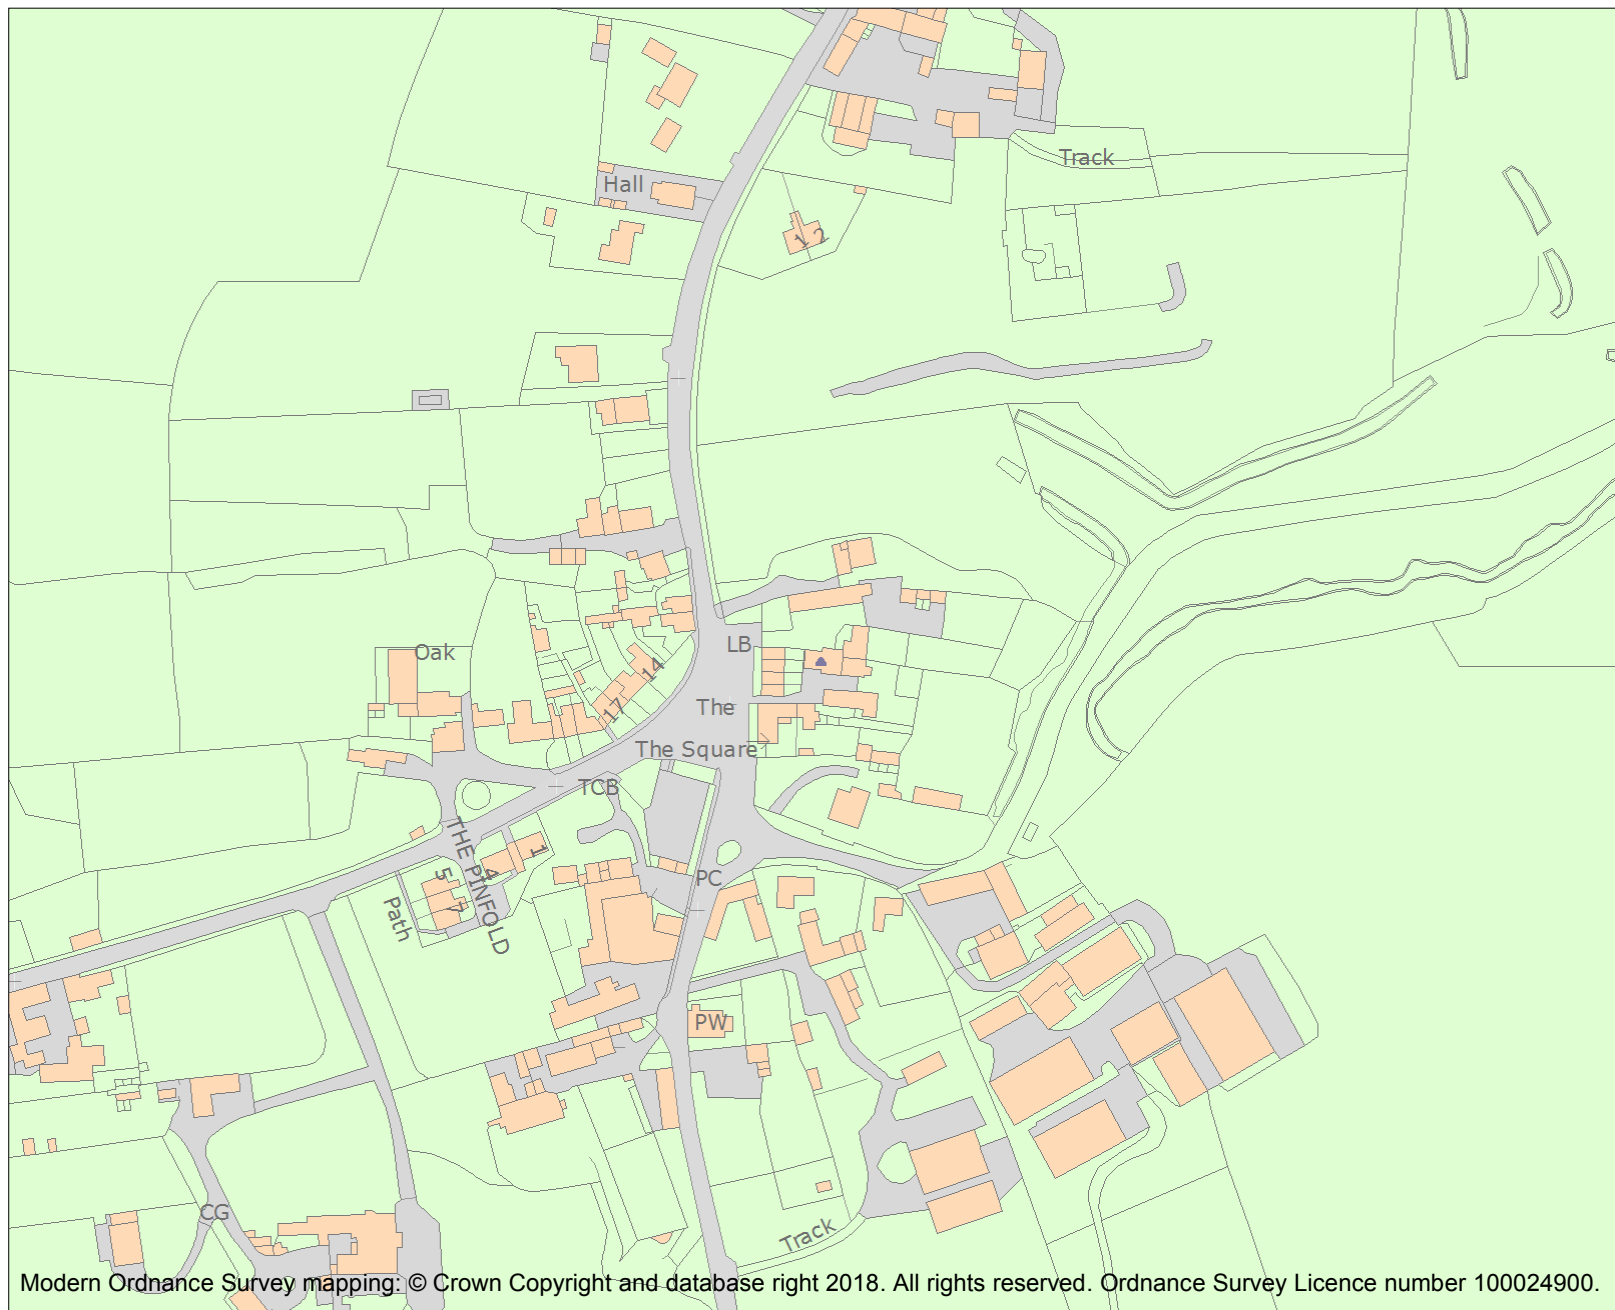 Track
Hall
1
2
LB
Oak
14
17
The
The Square
TCB
THE PINFOLD
1
4
5
7
PC
Path
PW
CG
Track
Modern Ordnance Survey mapping: © Crown Copyright and database right 2018. All rights reserved. Ordnance Survey Licence number 100024900.